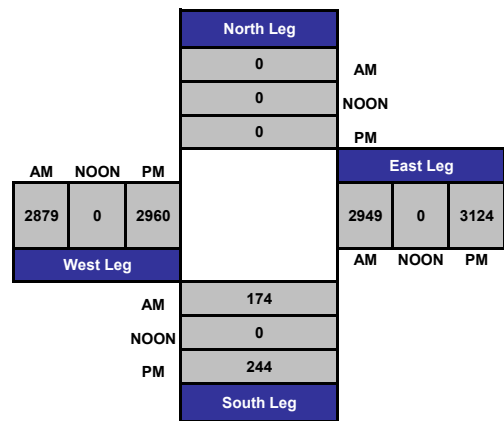 North Leg
0
AM
0
NOON
0
PM
AM NOON PM
East Leg
2879 0 2960
2949 0 3124
West Leg
AM NOON PM
AM
174
NOON
0
PM
244
South Leg